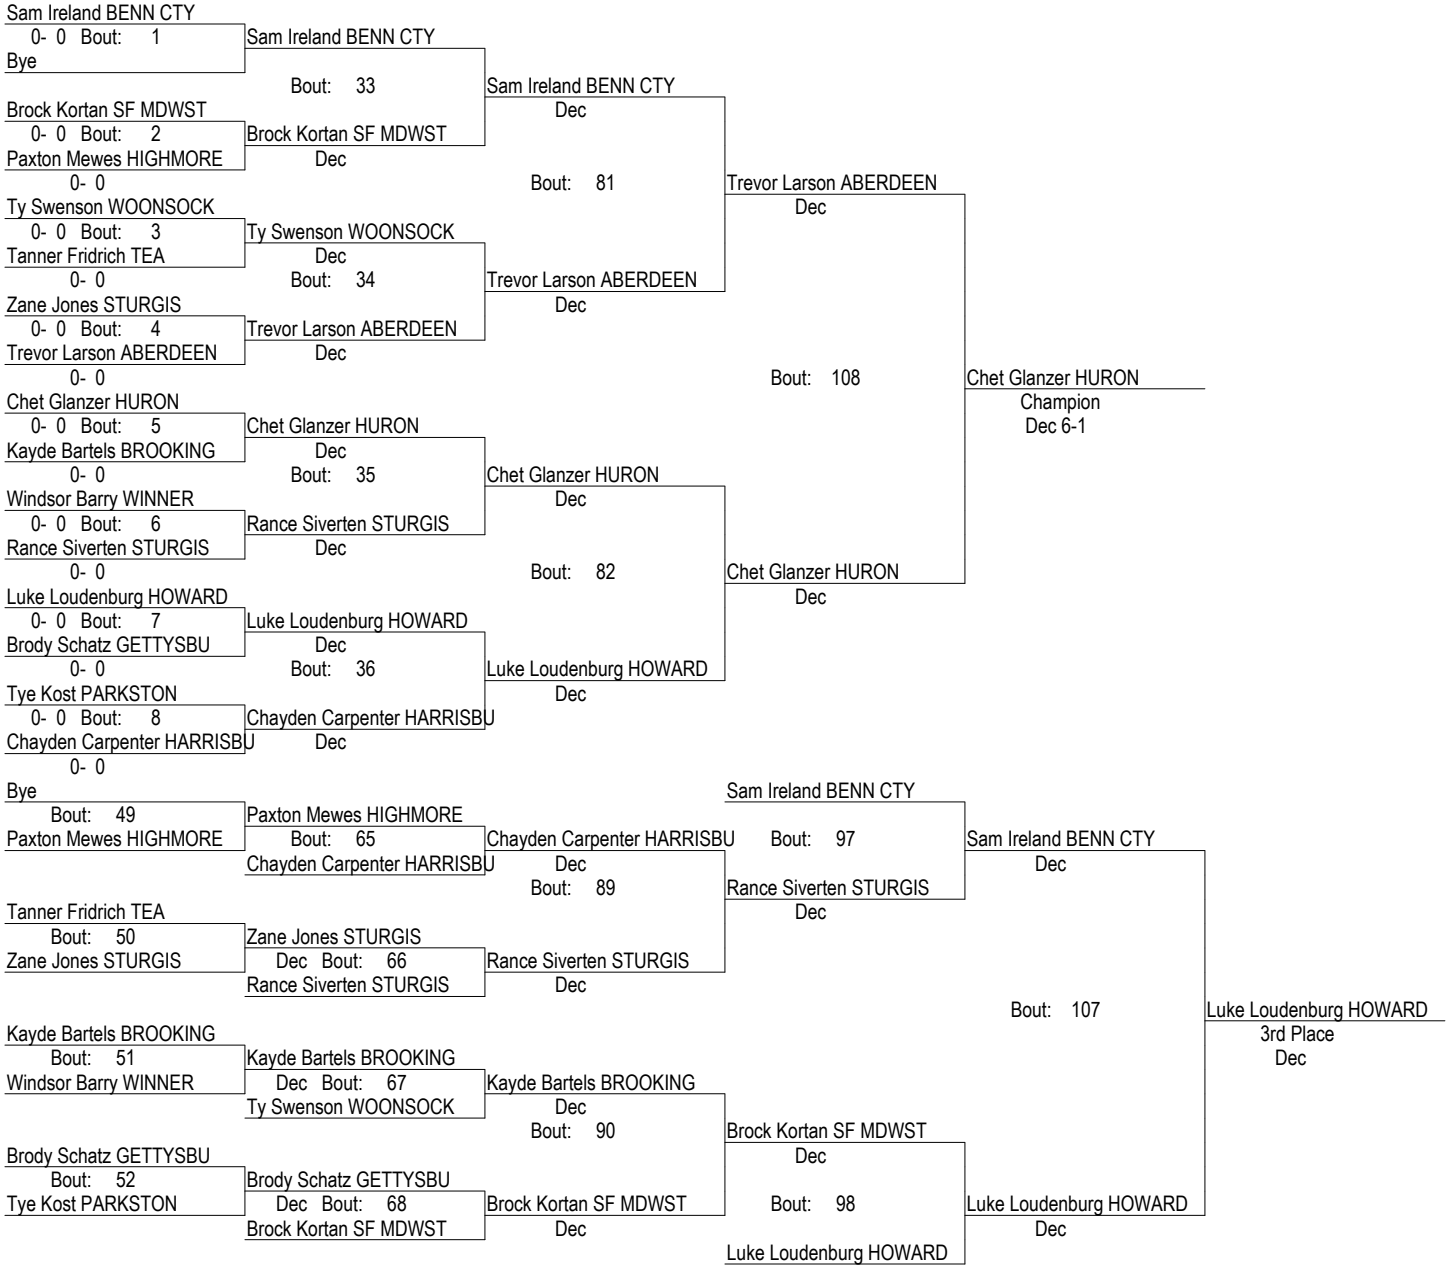 Sam Ireland BENN CTY
0- 0 Bout: 1 Sam Ireland BENN CTY
Bye
Bout: 33 Sam Ireland BENN CTY
Brock Kortan SF MDWST Dec
0- 0 Bout: 2 Brock Kortan SF MDWST
Paxton Mewes HIGHMORE Dec
0- 0 Bout: 81 Trevor Larson ABERDEEN
Ty Swenson WOONSOCK Dec
0- 0 Bout: 3 Ty Swenson WOONSOCK
Tanner Fridrich TEA Dec
0- 0 Bout: 34 Trevor Larson ABERDEEN
Zane Jones STURGIS Dec
0- 0 Bout: 4 Trevor Larson ABERDEEN
Trevor Larson ABERDEEN Dec
0- 0 Bout: 108 Chet Glanzer HURON
Chet Glanzer HURON Champion
0- 0 Bout: 5 Chet Glanzer HURON Dec 6-1
Kayde Bartels BROOKING Dec
0- 0 Bout: 35 Chet Glanzer HURON
Windsor Barry WINNER Dec
0- 0 Bout: 6 Rance Siverten STURGIS
Rance Siverten STURGIS Dec
0- 0 Bout: 82 Chet Glanzer HURON
Luke Loudenburg HOWARD Dec
0- 0 Bout: 7 Luke Loudenburg HOWARD
Brody Schatz GETTYSBU Dec
0- 0 Bout: 36 Luke Loudenburg HOWARD
Tye Kost PARKSTON Dec
0- 0 Bout: 8 Chayden Carpenter HARRISBU
Chayden Carpenter HARRISBU Dec
0- 0
Bye Sam Ireland BENN CTY
Bout: 49 Paxton Mewes HIGHMORE
Paxton Mewes HIGHMORE Bout: 65 Chayden Carpenter HARRISBU Bout: 97 Sam Ireland BENN CTY
Chayden Carpenter HARRISBU Dec Dec
Bout: 89 Rance Siverten STURGIS
Tanner Fridrich TEA Dec
Bout: 50 Zane Jones STURGIS
Zane Jones STURGIS Dec Bout: 66 Rance Siverten STURGIS
Rance Siverten STURGIS Dec
Bout: 107 Luke Loudenburg HOWARD
Kayde Bartels BROOKING 3rd Place
Bout: 51 Kayde Bartels BROOKING Dec
Windsor Barry WINNER Dec Bout: 67 Kayde Bartels BROOKING
Ty Swenson WOONSOCK Dec
Bout: 90 Brock Kortan SF MDWST
Brody Schatz GETTYSBU Dec
Bout: 52 Brody Schatz GETTYSBU
Tye Kost PARKSTON Dec Bout: 68 Brock Kortan SF MDWST Bout: 98 Luke Loudenburg HOWARD
Brock Kortan SF MDWST Dec Dec
Luke Loudenburg HOWARD